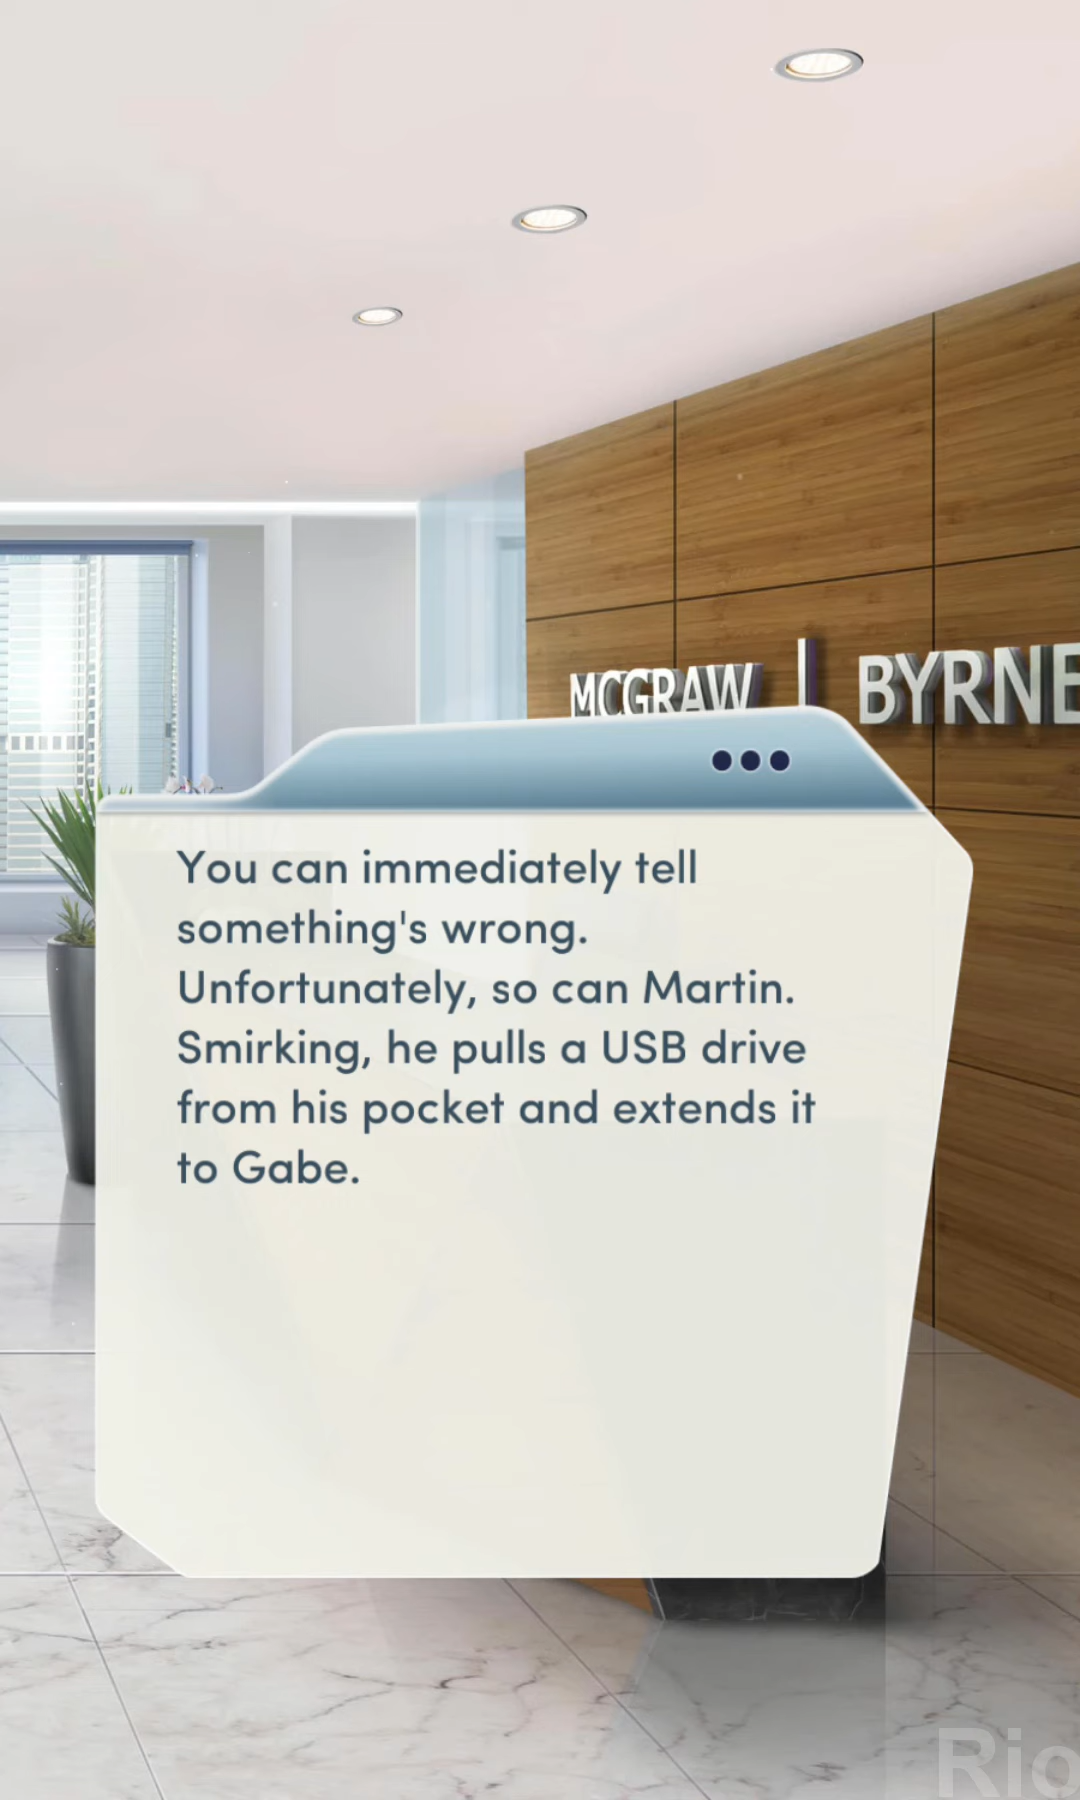 MCGRAW | BYRNE
You can immediately tell
something's wrong.
Unfortunately, so can Martin.
Smirking, he pulls a USB drive
from his pocket and extends it
to Gabe.
Rio